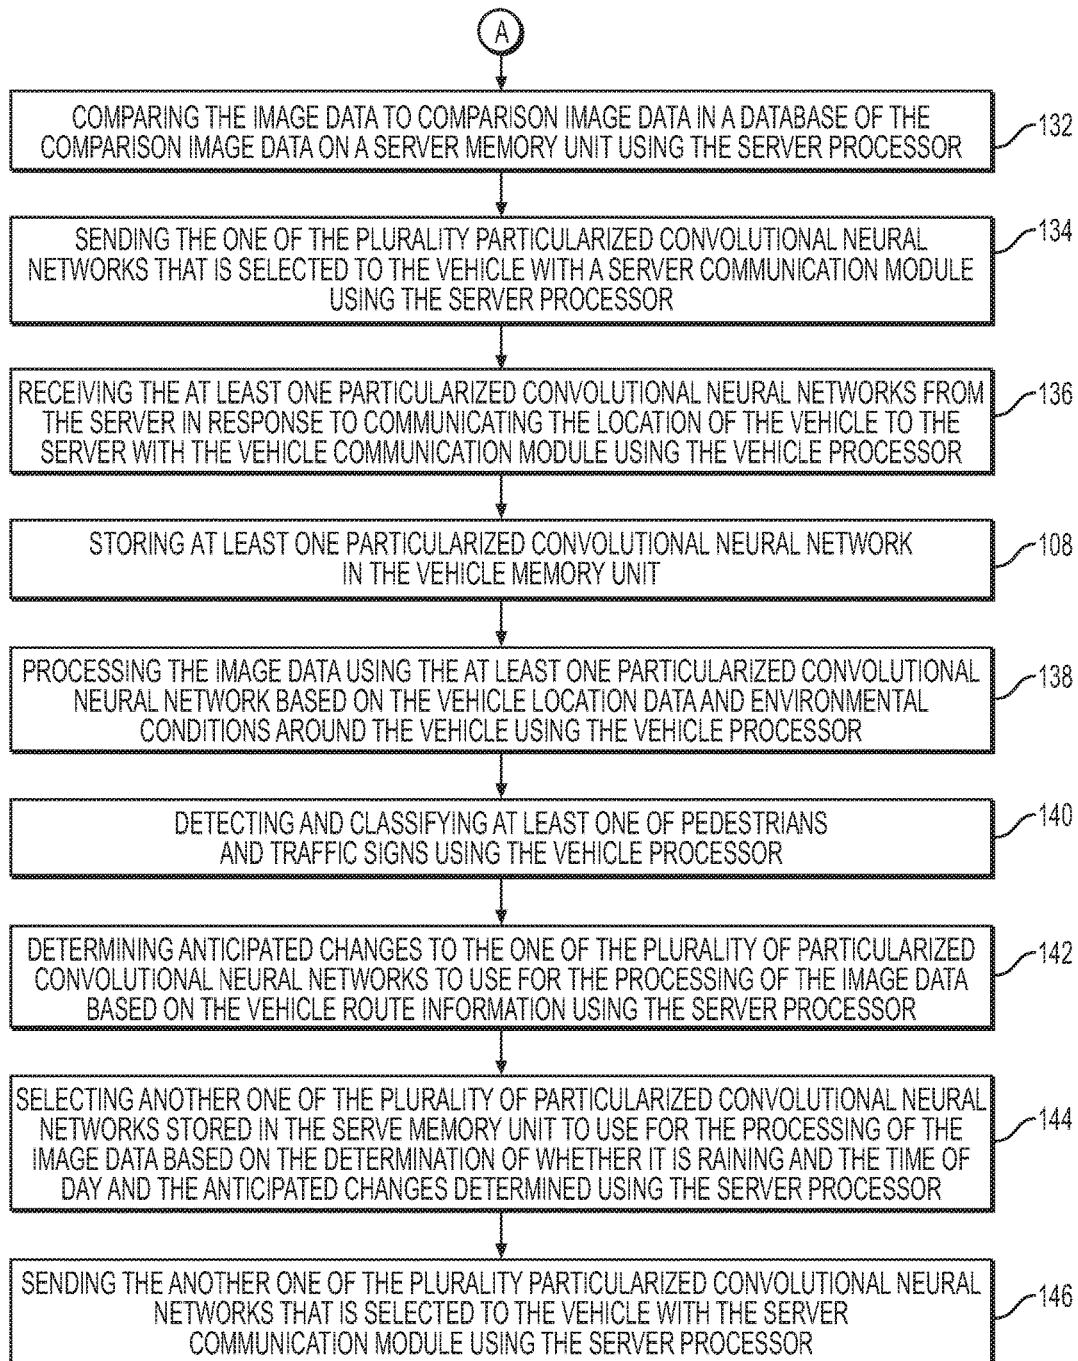 A
COMPARING THE IMAGE DATA TO COMPARISON IMAGE DATA IN A DATABASE OF THE
COMPARISON IMAGE DATA ON A SERVER MEMORY UNIT USING THE SERVER PROCESSOR
132
SENDING THE ONE OF THE PLURALITY PARTICULARIZED CONVOLUTIONAL NEURAL
NETWORKS THAT IS SELECTED TO THE VEHICLE WITH A SERVER COMMUNICATION MODULE
USING THE SERVER PROCESSOR
134
RECEIVING THE AT LEAST ONE PARTICULARIZED CONVOLUTIONAL NEURAL NETWORKS FROM
THE SERVER IN RESPONSE TO COMMUNICATING THE LOCATION OF THE VEHICLE TO THE
SERVER WITH THE VEHICLE COMMUNICATION MODULE USING THE VEHICLE PROCESSOR
136
STORING AT LEAST ONE PARTICULARIZED CONVOLUTIONAL NEURAL NETWORK
IN THE VEHICLE MEMORY UNIT
108
PROCESSING THE IMAGE DATA USING THE AT LEAST ONE PARTICULARIZED CONVOLUTIONAL
NEURAL NETWORK BASED ON THE VEHICLE LOCATION DATA AND ENVIRONMENTAL
CONDITIONS AROUND THE VEHICLE USING THE VEHICLE PROCESSOR
138
DETECTING AND CLASSIFYING AT LEAST ONE OF PEDESTRIANS
AND TRAFFIC SIGNS USING THE VEHICLE PROCESSOR
140
DETERMINING ANTICIPATED CHANGES TO THE ONE OF THE PLURALITY OF PARTICULARIZED
CONVOLUTIONAL NEURAL NETWORKS TO USE FOR THE PROCESSING OF THE IMAGE DATA
BASED ON THE VEHICLE ROUTE INFORMATION USING THE SERVER PROCESSOR
142
SELECTING ANOTHER ONE OF THE PLURALITY OF PARTICULARIZED CONVOLUTIONAL NEURAL
NETWORKS STORED IN THE SERVE MEMORY UNIT TO USE FOR THE PROCESSING OF THE
IMAGE DATA BASED ON THE DETERMINATION OF WHETHER IT IS RAINING AND THE TIME OF
DAY AND THE ANTICIPATED CHANGES DETERMINED USING THE SERVER PROCESSOR
144
SENDING THE ANOTHER ONE OF THE PLURALITY PARTICULARIZED CONVOLUTIONAL NEURAL
NETWORKS THAT IS SELECTED TO THE VEHICLE WITH THE SERVER
COMMUNICATION MODULE USING THE SERVER PROCESSOR
146